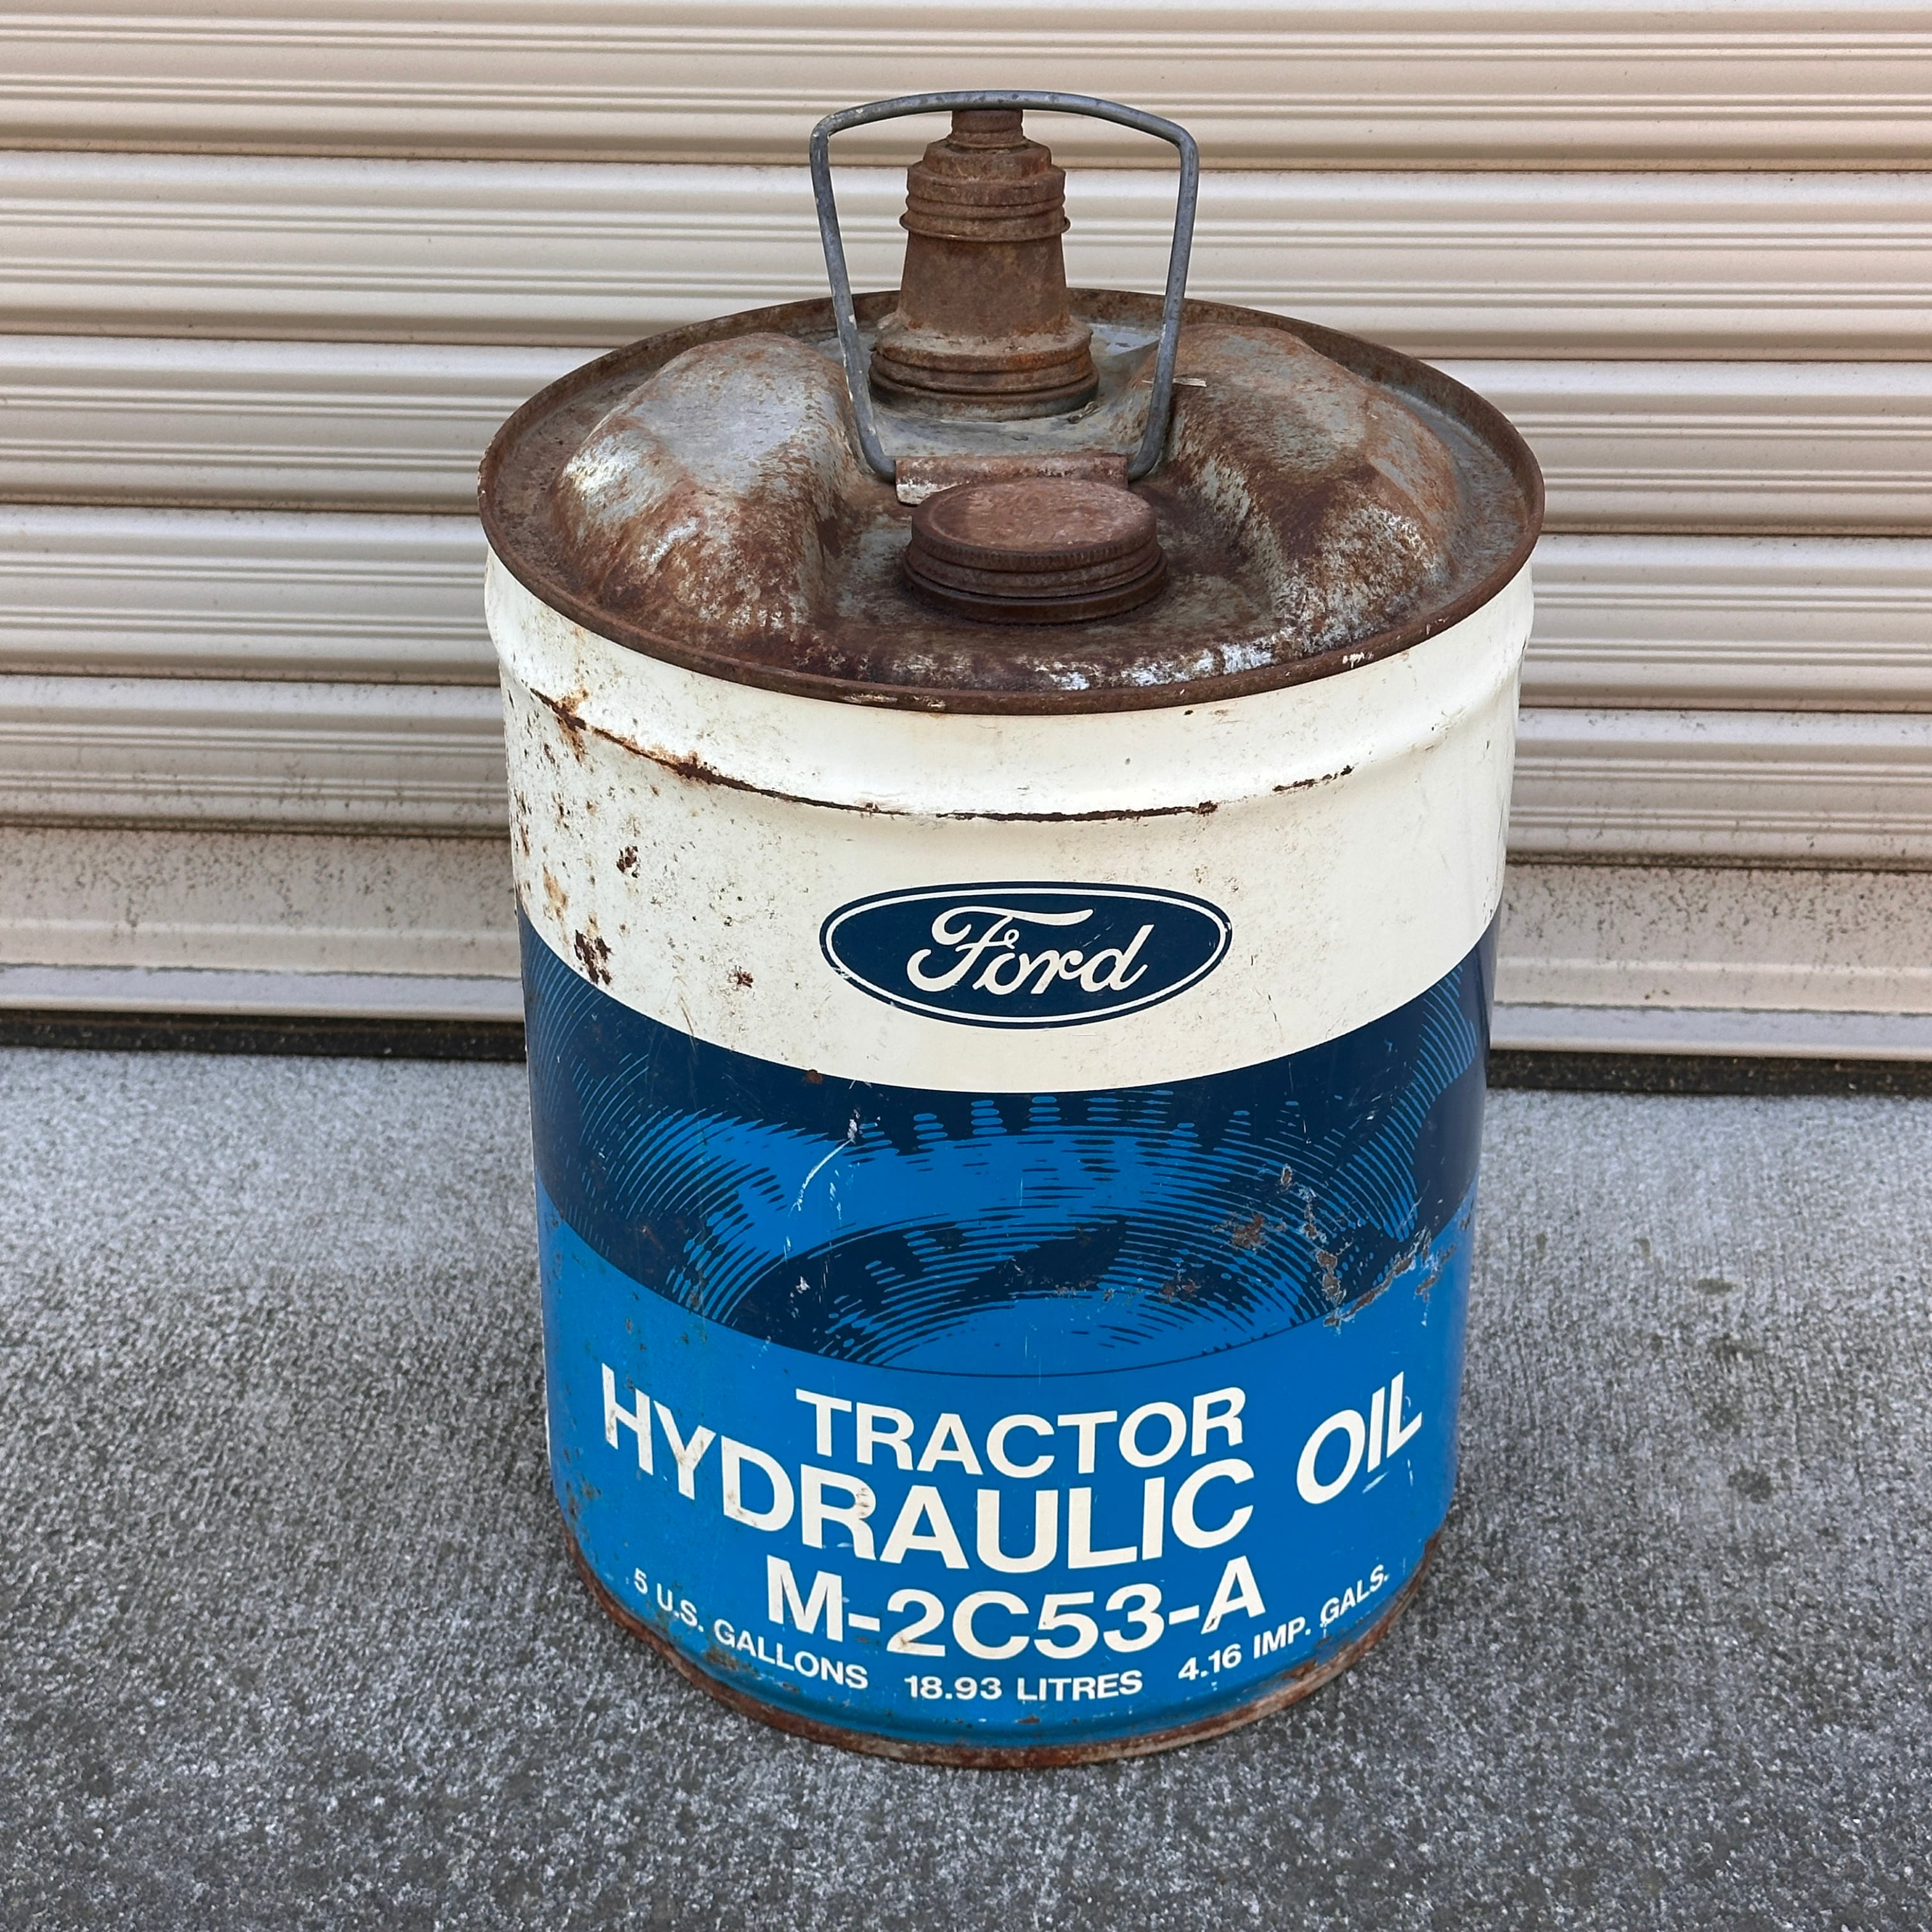 Ford
TRACTOR
HYDRAULIC OIL
M-2C53-A
5 U.S. GALLONS 18.93 LITRES 4.16 IMP. GALS.